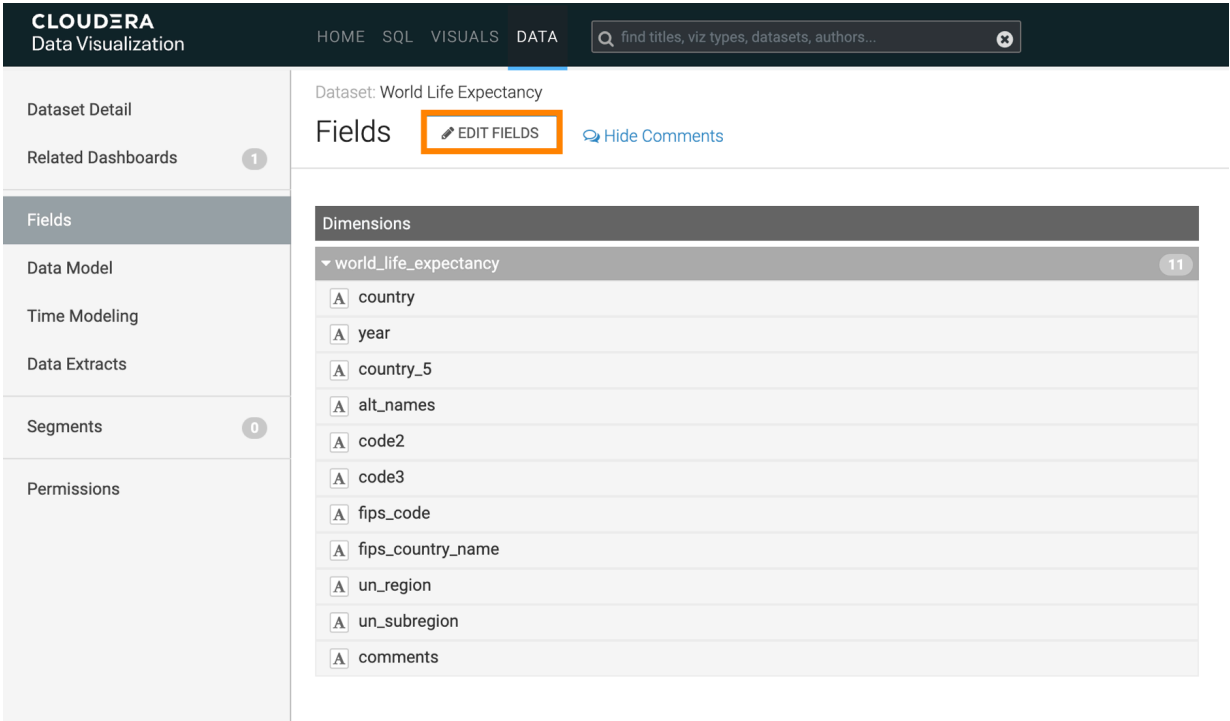 CLOUDERA
Data Visualization
HOME SQL VISUALS DATA
find titles, viz types, datasets, authors...
Dataset Detail
Related Dashboards 1
Fields
Data Model
Time Modeling
Data Extracts
Segments 0
Permissions
Dataset: World Life Expectancy
Fields EDIT FIELDS Hide Comments
Dimensions
world_life_expectancy 11
A country
A year
A country_5
A alt_names
A code2
A code3
A fips_code
A fips_country_name
A un_region
A un_subregion
A comments